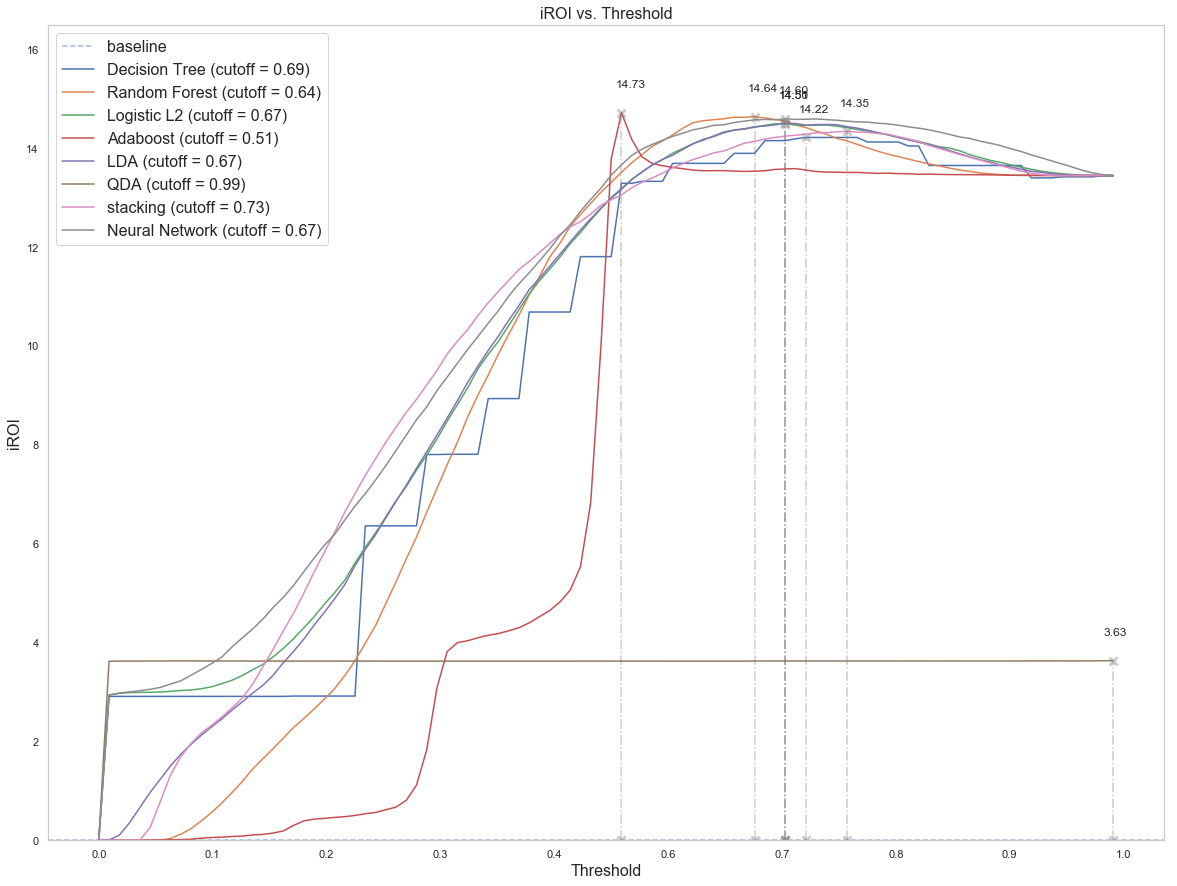 iROI vs. Threshold
baseline
Decision Tree (cutoff = 0.69)
Random Forest (cutoff = 0.64)
Logistic L2 (cutoff = 0.67)
Adaboost (cutoff = 0.51)
LDA (cutoff = 0.67)
QDA (cutoff = 0.99)
stacking (cutoff = 0.73)
Neural Network (cutoff = 0.67)
14.73
14.64
14.60
14.22
14.35
3.63
iROI
16
14
12
10
8
6
4
2
0
0.0 0.1 0.2 0.3 0.4 0.5 0.6 0.7 0.8 0.9 1.0
Threshold